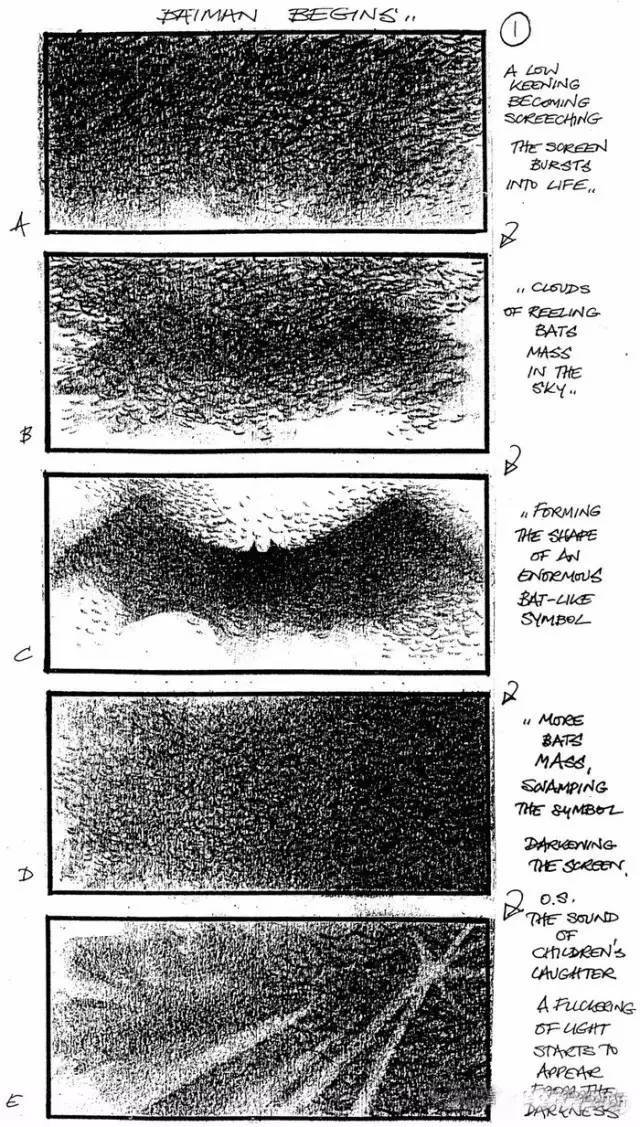 BATMAN BEGINS..
1
A LOW
KEENING
BECOMING
SCREECHING
THE SCREEN
BURSTS
INTO LIFE..
A
.. CLOUDS
OF REELING
BATS
MASS
IN THE
SKY..
B
.. FORMING
THE SHAPE
OF AN
ENORMOUS
BAT-LIKE
SYMBOL
C
.. MORE
BATS
MASS,
SWAMPING
THE SYMBOL
DARKENING
THE SCREEN.
D
O.S.
THE SOUND
OF
CHILDREN'S
LAUGHTER
A FLICKERING
OF LIGHT
STARTS TO
APPEAR
FROM THE
DARKNESS
E